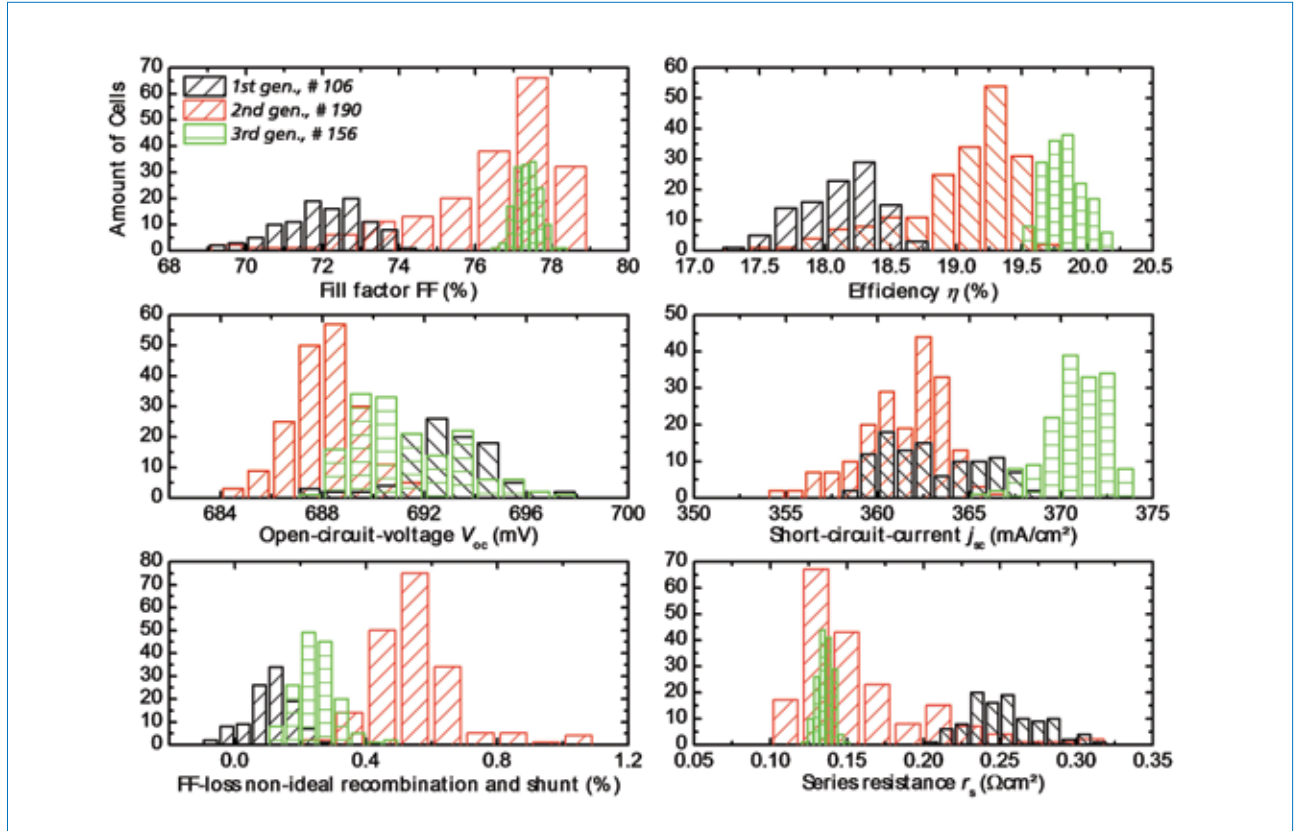 70
60
50
40
30
20
10
0
Amount of Cells
1st gen., # 106
2nd gen., # 190
3rd gen., # 156
68 70 72 74 76 78 80
Fill factor FF (%)
60
50
40
30
20
10
0
17.0 17.5 18.0 18.5 19.0 19.5 20.0 20.5
Efficiency η (%)
60
50
40
30
20
10
0
684 688 692 696 700
Open-circuit-voltage Voc (mV)
50
40
30
20
10
0
350 355 360 365 370 375
Short-circuit-current jsc (mA/cm²)
80
70
60
50
40
30
20
10
0
0.0 0.4 0.8 1.2
FF-loss non-ideal recombination and shunt (%)
70
60
50
40
30
20
10
0
0.05 0.10 0.15 0.20 0.25 0.30 0.35
Series resistance rs (Ωcm²)